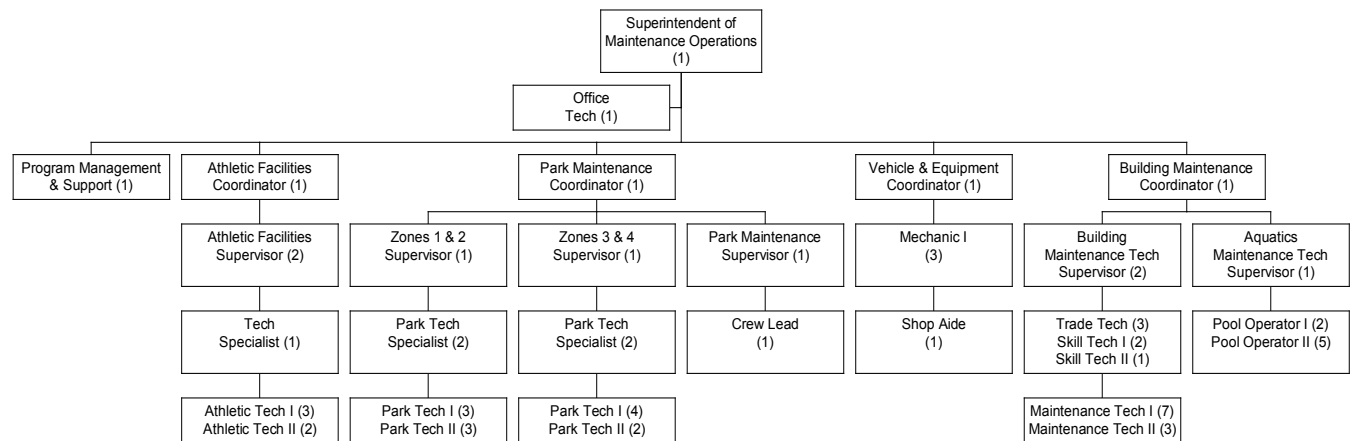 Superintendent of
Maintenance Operations
(1)
Office
Tech (1)
Program Management
& Support (1)
Athletic Facilities
Coordinator (1)
Park Maintenance
Coordinator (1)
Vehicle & Equipment
Coordinator (1)
Building Maintenance
Coordinator (1)
Athletic Facilities
Supervisor (2)
Zones 1 & 2
Supervisor (1)
Zones 3 & 4
Supervisor (1)
Park Maintenance
Supervisor (1)
Mechanic I
(3)
Building
Maintenance Tech
Supervisor (2)
Aquatics
Maintenance Tech
Supervisor (1)
Tech
Specialist (1)
Park Tech
Specialist (2)
Park Tech
Specialist (2)
Crew Lead
(1)
Shop Aide
(1)
Trade Tech (3)
Skill Tech I (2)
Skill Tech II (1)
Pool Operator I (2)
Pool Operator II (5)
Athletic Tech I (3)
Athletic Tech II (2)
Park Tech I (3)
Park Tech II (3)
Park Tech I (4)
Park Tech II (2)
Maintenance Tech I (7)
Maintenance Tech II (3)